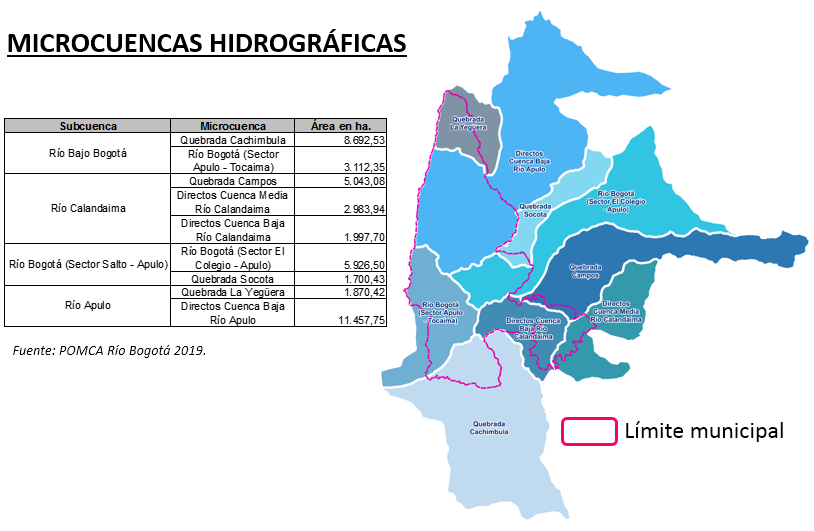 MICROCUENCAS HIDROGRÁFICAS
Subcuenca Microcuenca Área en ha.
Río Bajo Bogotá
Quebrada Cachimbula 8.692,53
Río Bogotá (Sector
Apulo - Tocaima) 3.112,35
Río Calandaima
Quebrada Campos 5.043,08
Directos Cuenca Media
Río Calandaima 2.983,94
Directos Cuenca Baja
Río Calandaima 1.997,70
Río Bogotá (Sector Salto - Apulo)
Río Bogotá (Sector El
Colegio - Apulo) 5.926,50
Quebrada Socota 1.700,43
Río Apulo
Quebrada La Yegüera 1.870,42
Directos Cuenca Baja
Río Apulo 11.457,75
Fuente: POMCA Río Bogotá 2019.
Quebrada
La Yegüera
Directos
Cuenca Baja
Río Apulo
Quebrada
Socota
Río Bogotá
(Sector El Colegio
Apulo)
Quebrada
Campos
Río Bogotá
(Sector Apulo
-Tocaima)
Directos Cuenca
Baja Río
Calandaima
Directos
Cuenca Media
Río Calandaima
Quebrada
Cachimbula
Límite municipal